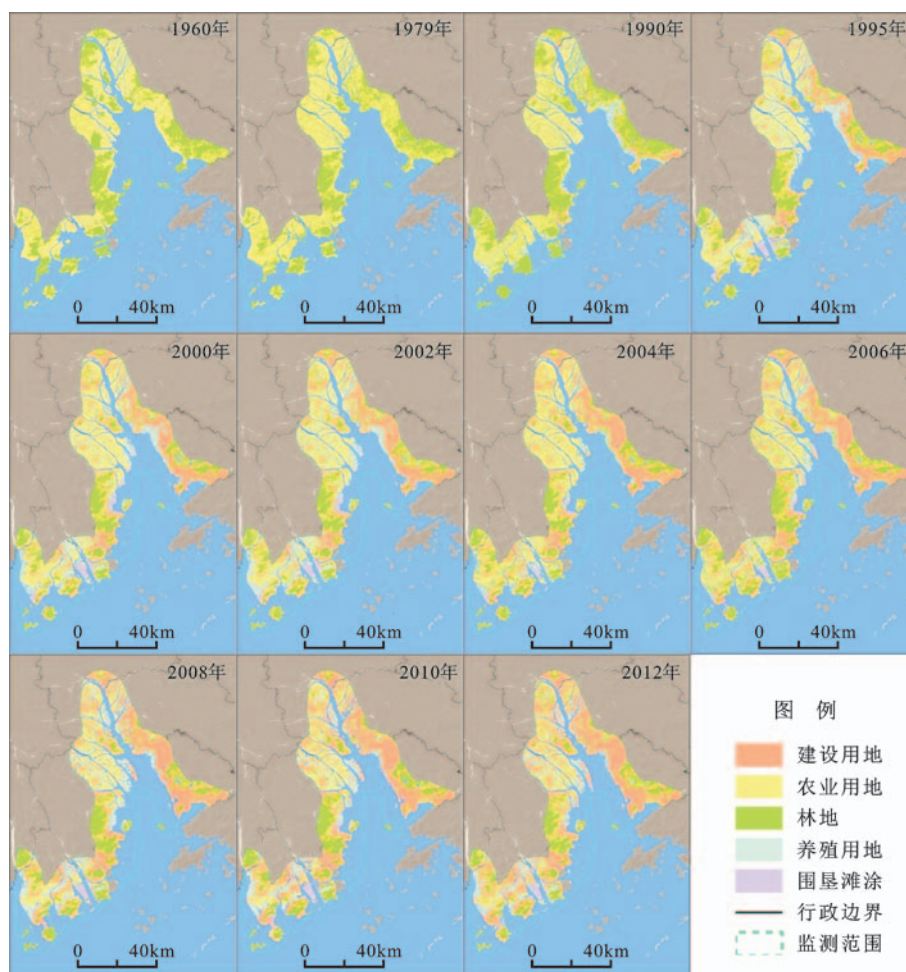 1960年
1979年
1990年
1995年
0 40km
0 40km
0 40km
0 40km
2000年
2002年
2004年
2006年
0 40km
0 40km
0 40km
0 40km
2008年
2010年
2012年
0 40km
0 40km
0 40km
图 例
建设用地
农业用地
林地
养殖用地
围垦滩涂
行政边界
监测范围